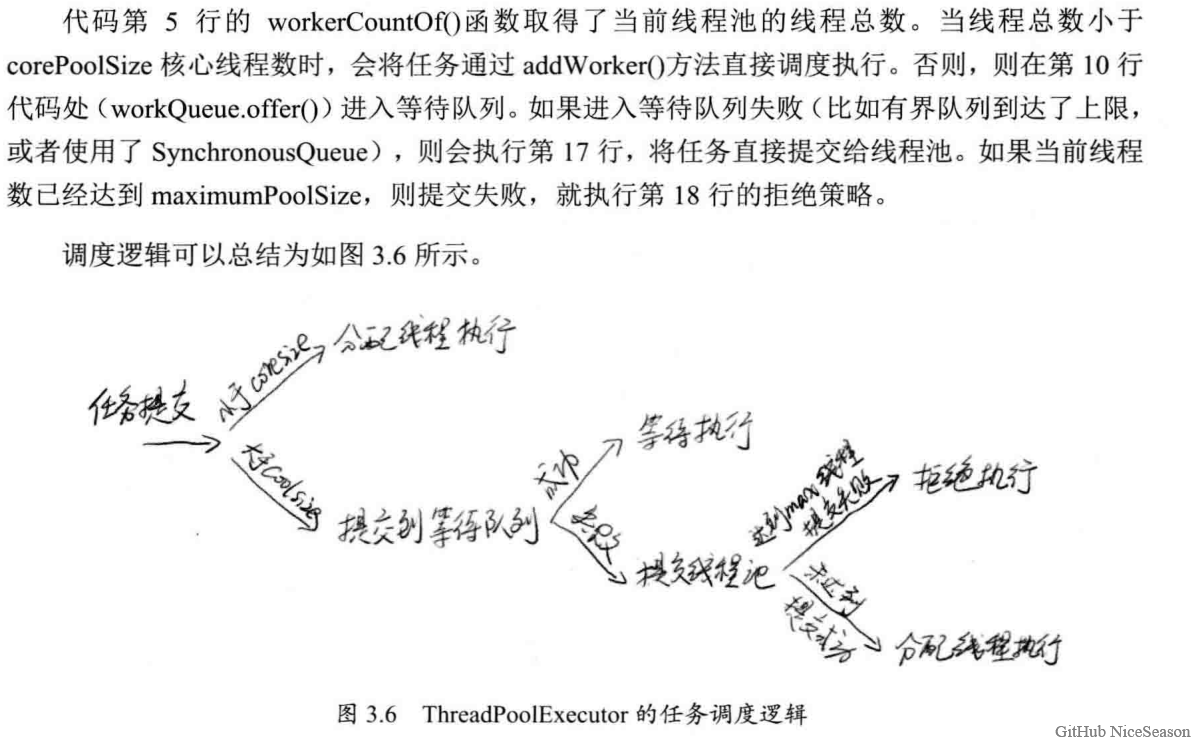 代码第 5 行的 workerCountOf()函数取得了当前线程池的线程总数。当线程总数小于
corePoolSize 核心线程数时，会将任务通过 addWorker()方法直接调度执行。否则，则在第 10 行
代码处（workQueue.offer()）进入等待队列。如果进入等待队列失败（比如有界队列到达了上限，
或者使用了 SynchronousQueue），则会执行第 17 行，将任务直接提交给线程池。如果当前线程
数已经达到 maximumPoolSize，则提交失败，就执行第 18 行的拒绝策略。
调度逻辑可以总结为如图 3.6 所示。
任务提交
小于coresize
分配线程执行
大于coolsize
提交到等待队列
成功
等待执行
失败
提交线程池
达到max线程
提交失败
拒绝执行
未达到
提交成功
分配线程执行
图 3.6 ThreadPoolExecutor 的任务调度逻辑
GitHub NiceSeason